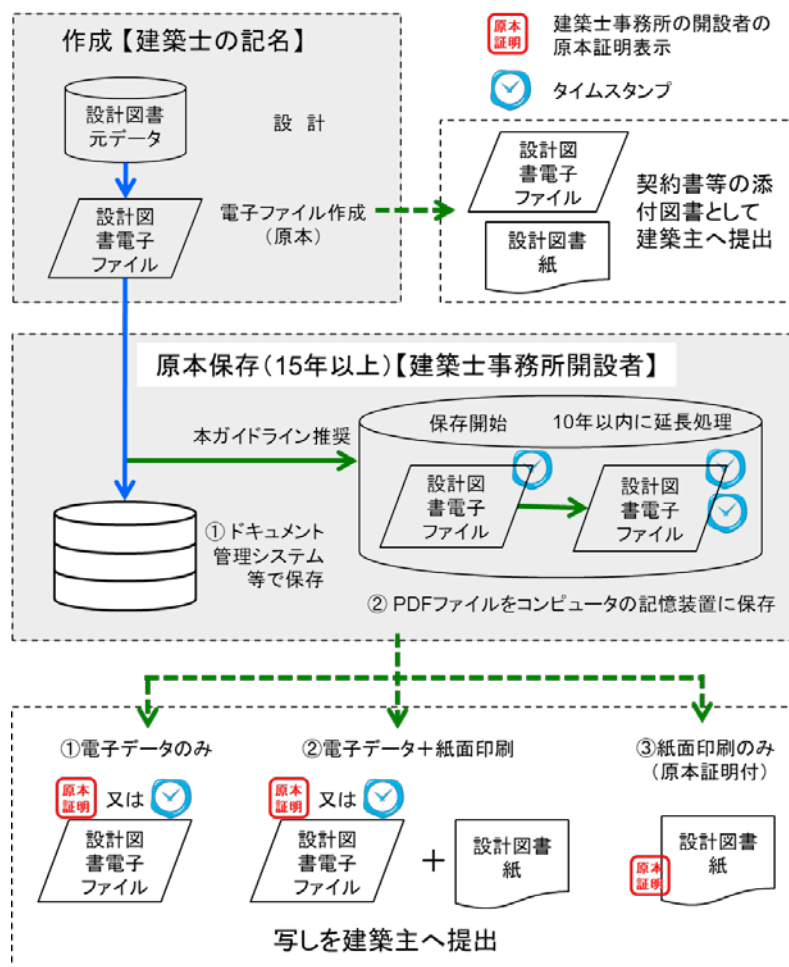 作成【建築士の記名】
原本
証明
建築士事務所の開設者の
原本証明表示
タイムスタンプ
設計図書
元データ
設 計
設計図
書電子
ファイル
電子ファイル作成
(原本)
設計図
書電子
ファイル
設計図書
紙
契約書等の添
付図書として
建築主へ提出
原本保存(15年以上)【建築士事務所開設者】
本ガイドライン推奨
保存開始
10年以内に延長処理
設計図
書電子
ファイル
設計図
書電子
ファイル
①ドキュメント
管理システム
等で保存
② PDFファイルをコンピュータの記憶装置に保存
①電子データのみ
原本
証明
又は
設計図
書電子
ファイル
②電子データ+紙面印刷
原本
証明
又は
設計図
書電子
ファイル
+
設計図書
紙
③紙面印刷のみ
(原本証明付)
設計図書
紙
原本
証明
写しを建築主へ提出